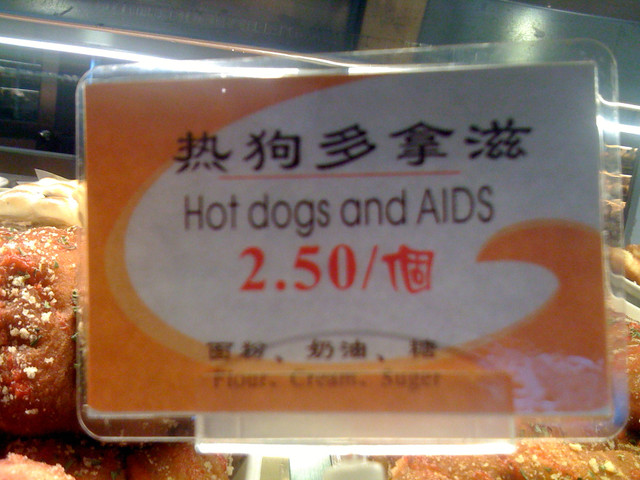 热狗多拿滋
Hot dogs and AIDS
2.50/個
面粉、奶油、糖
Flour、Cream、Suger